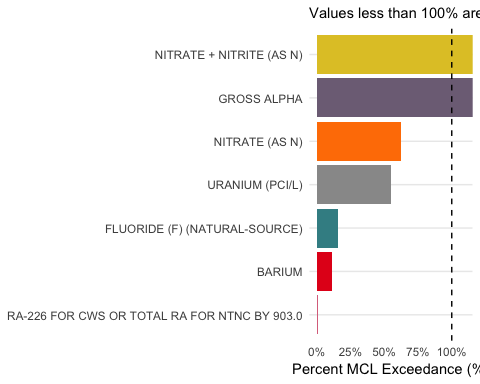 Values less than 100% are
NITRATE + NITRITE (AS N)
GROSS ALPHA
NITRATE (AS N)
URANIUM (PCI/L)
FLUORIDE (F) (NATURAL-SOURCE)
BARIUM
RA-226 FOR CWS OR TOTAL RA FOR NTNC BY 903.0
0% 25% 50% 75% 100%
Percent MCL Exceedance (%